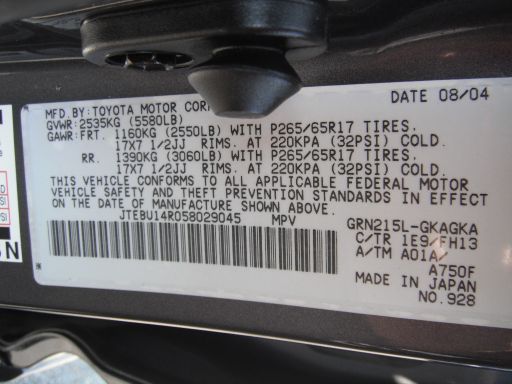 MFD.BY:TOYOTA MOTOR COR DATE 08/04
GVWR:2535KG (5580LB)
GAWR:FRT. 1160KG (2550LB) WITH P265/65R17 TIRES.
17X7 1/2JJ RIMS. AT 220KPA (32PSI) COLD.
RR. 1390KG (3060LB) WITH P265/65R17 TIRES.
17X7 1/2JJ RIMS. AT 220KPA (32PSI) COLD.
THIS VEHICLE CONFORMS TO ALL APPLICABLE FEDERAL MOTOR
VEHICLE SAFETY AND THEFT PREVENTION STANDARDS IN EFFECT
ON THE DATE OF MANUFACTURE SHOWN ABOVE.
JTEBU14R058029045 MPV GRN215L-GKAGKA
C/TR 1E9/FH13
A/TM A01A/
A750F
MADE IN JAPAN
NO.928